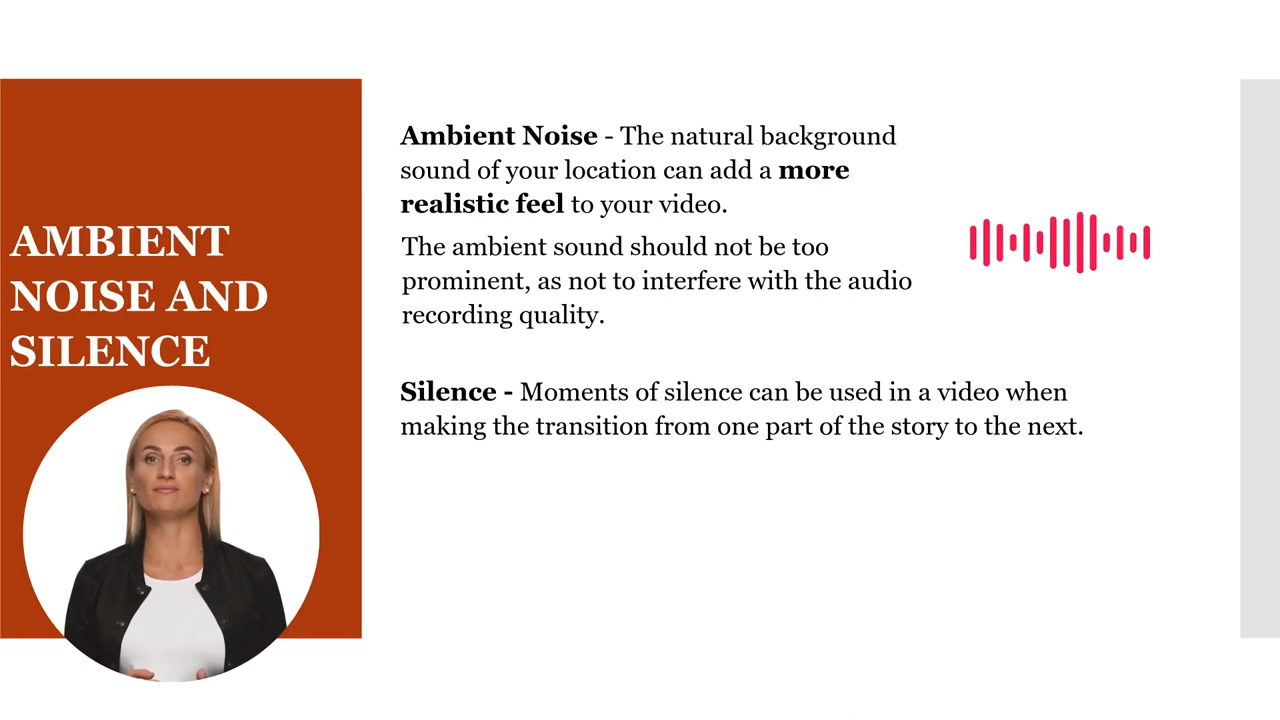 AMBIENT
NOISE AND
SILENCE
Ambient Noise - The natural background
sound of your location can add a more
realistic feel to your video.
The ambient sound should not be too
prominent, as not to interfere with the audio
recording quality.
Silence - Moments of silence can be used in a video when
making the transition from one part of the story to the next.